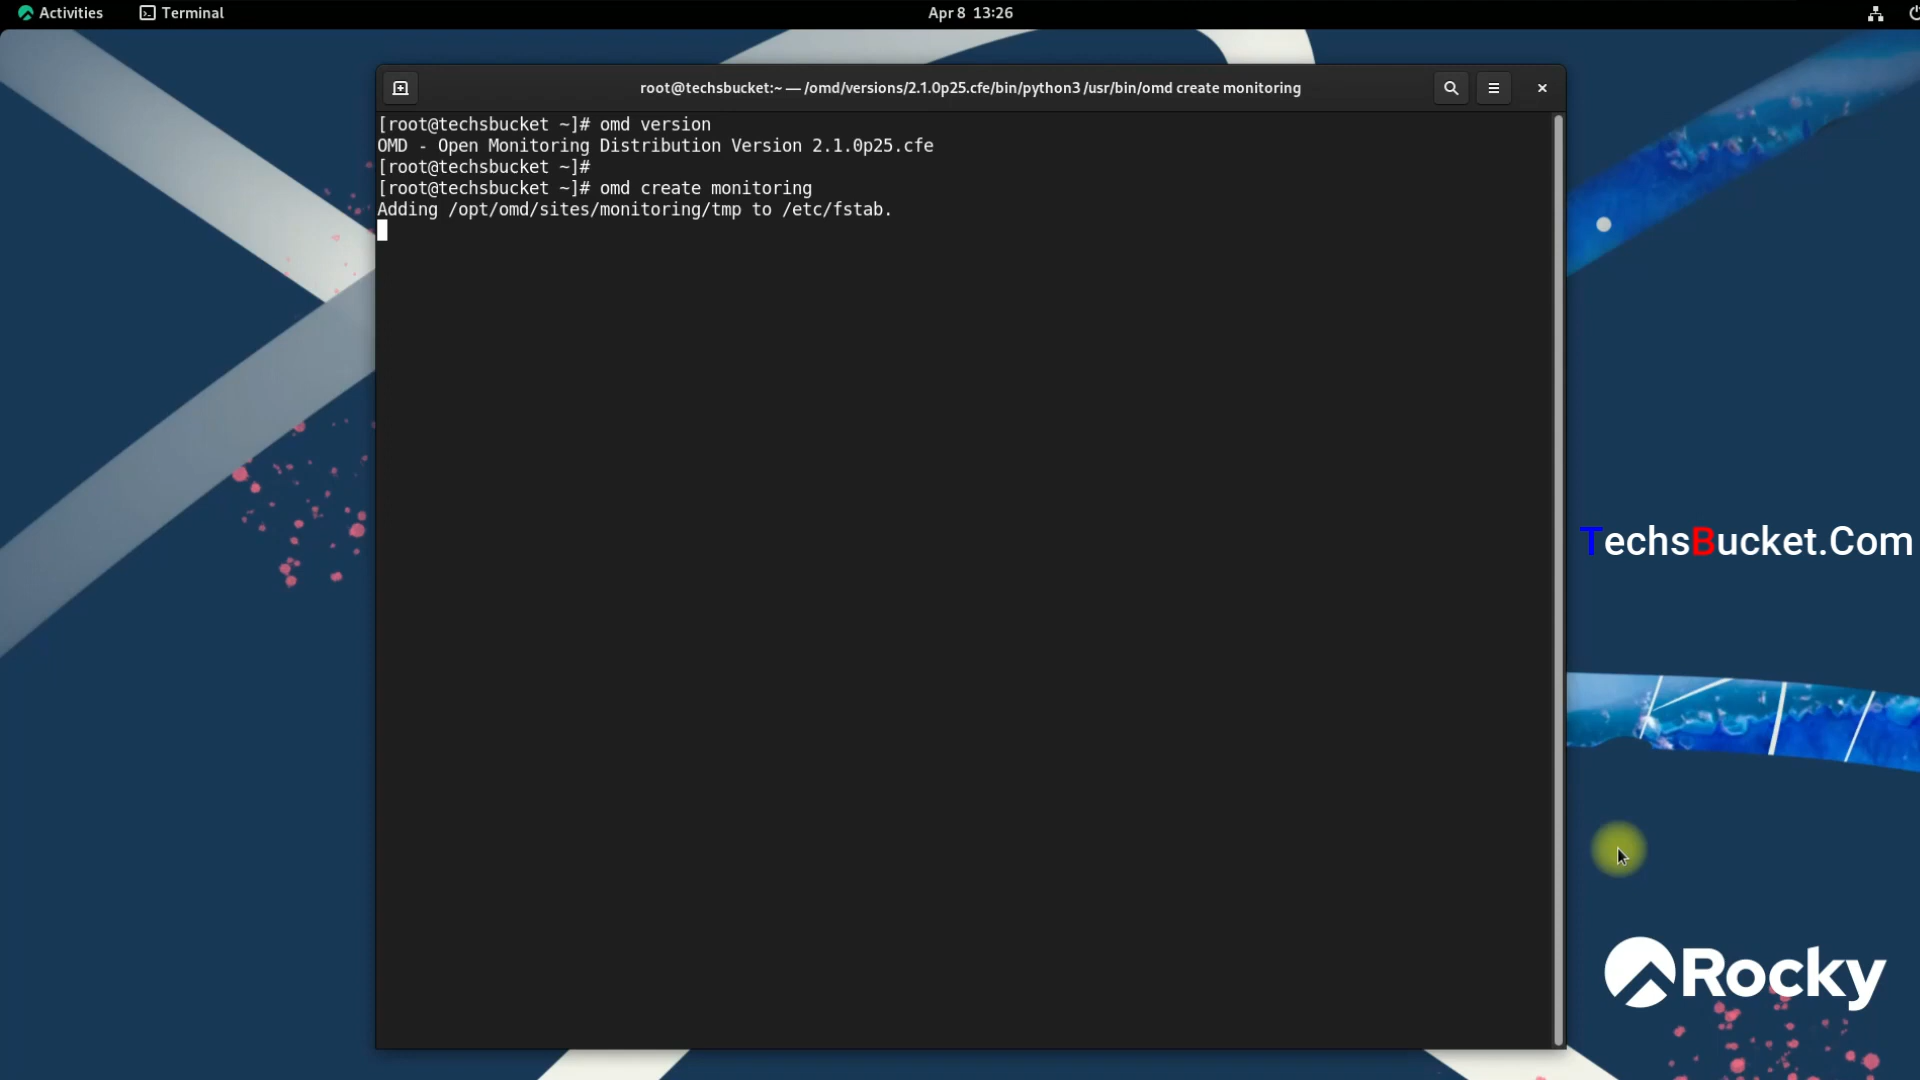 Activities
Terminal
Apr 8 13:26
root@techsbucket:~ — /omd/versions/2.1.0p25.cfe/bin/python3 /usr/bin/omd create monitoring
[root@techsbucket ~]# omd version
OMD - Open Monitoring Distribution Version 2.1.0p25.cfe
[root@techsbucket ~]#
[root@techsbucket ~]# omd create monitoring
Adding /opt/omd/sites/monitoring/tmp to /etc/fstab.
TechsBucket.Com
Rocky